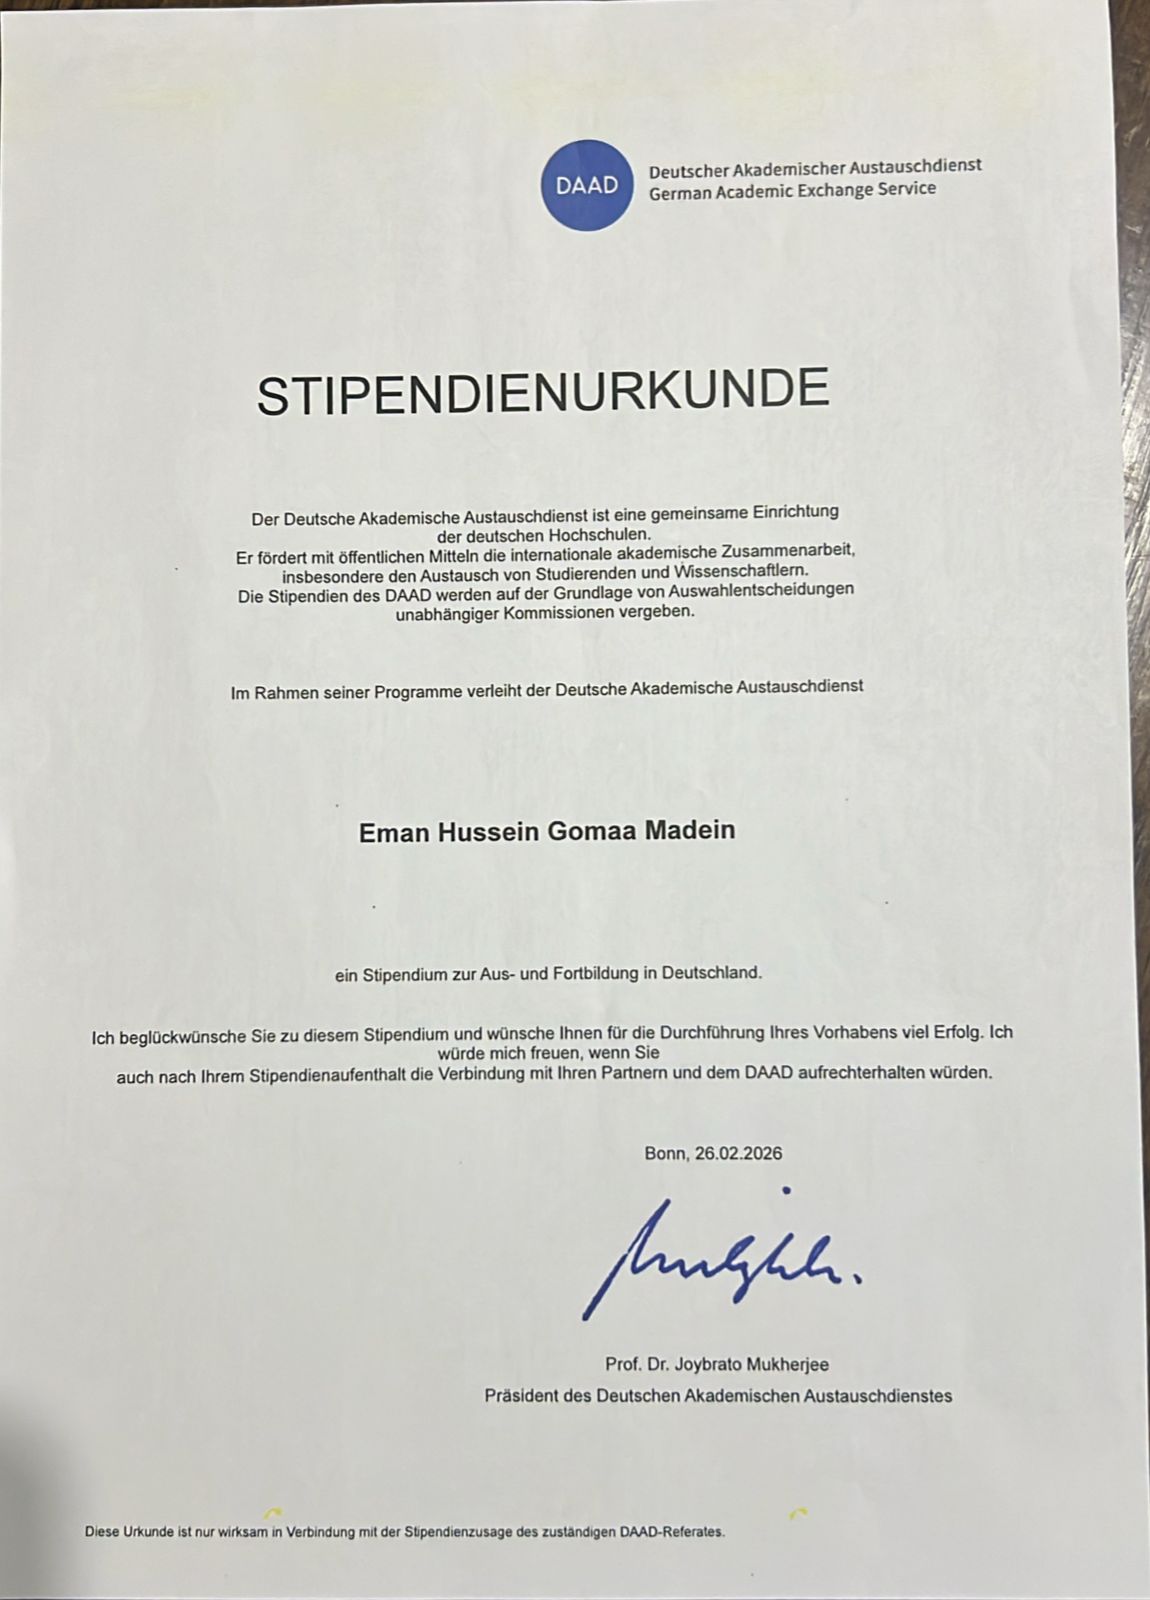 DAAD
Deutscher Akademischer Austauschdienst
German Academic Exchange Service
STIPENDIENURKUNDE
Der Deutsche Akademische Austauschdienst ist eine gemeinsame Einrichtung
der deutschen Hochschulen.
Er fördert mit öffentlichen Mitteln die internationale akademische Zusammenarbeit,
insbesondere den Austausch von Studierenden und Wissenschaftlern.
Die Stipendien des DAAD werden auf der Grundlage von Auswahlentscheidungen
unabhängiger Kommissionen vergeben.
Im Rahmen seiner Programme verleiht der Deutsche Akademische Austauschdienst
Eman Hussein Gomaa Madein
ein Stipendium zur Aus- und Fortbildung in Deutschland.
Ich beglückwünsche Sie zu diesem Stipendium und wünsche Ihnen für die Durchführung Ihres Vorhabens viel Erfolg. Ich
würde mich freuen, wenn Sie
auch nach Ihrem Stipendienaufenthalt die Verbindung mit Ihren Partnern und dem DAAD aufrechterhalten würden.
Bonn, 26.02.2026
Prof. Dr. Joybrato Mukherjee
Präsident des Deutschen Akademischen Austauschdienstes
Diese Urkunde ist nur wirksam in Verbindung mit der Stipendienzusage des zuständigen DAAD-Referates.